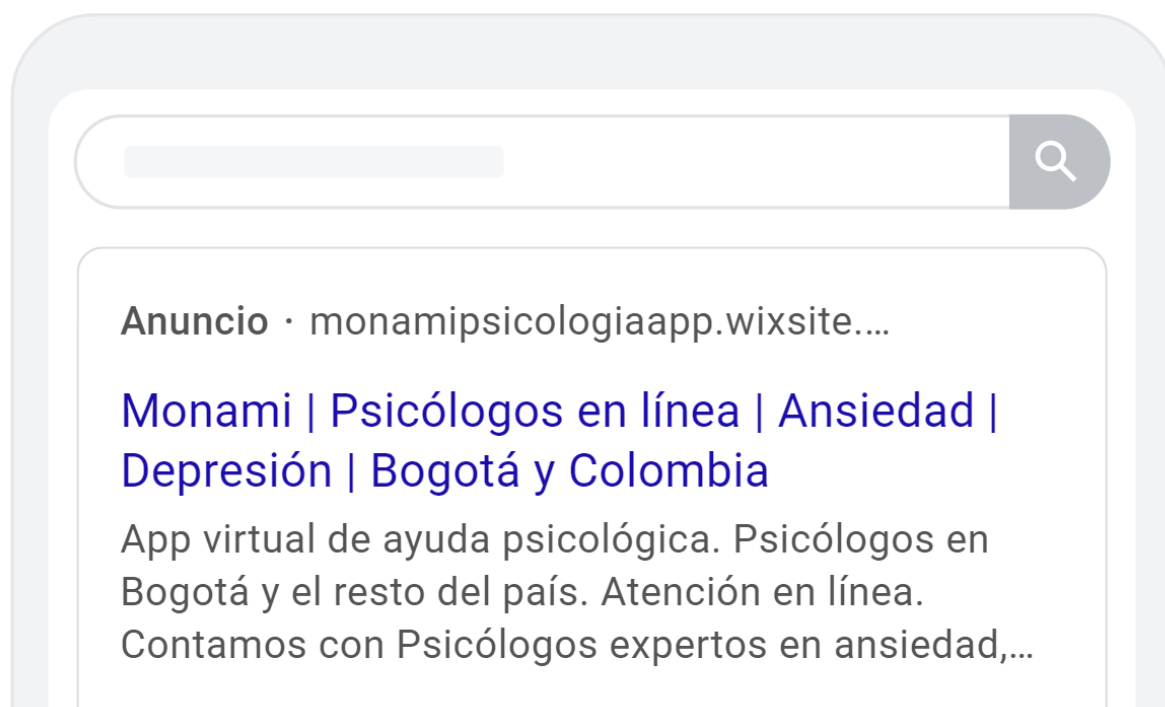 Anuncio · monamipsicologiaapp.wixsite.…
Monami | Psicólogos en línea | Ansiedad |
Depresión | Bogotá y Colombia
App virtual de ayuda psicológica. Psicólogos en
Bogotá y el resto del país. Atención en línea.
Contamos con Psicólogos expertos en ansiedad,…